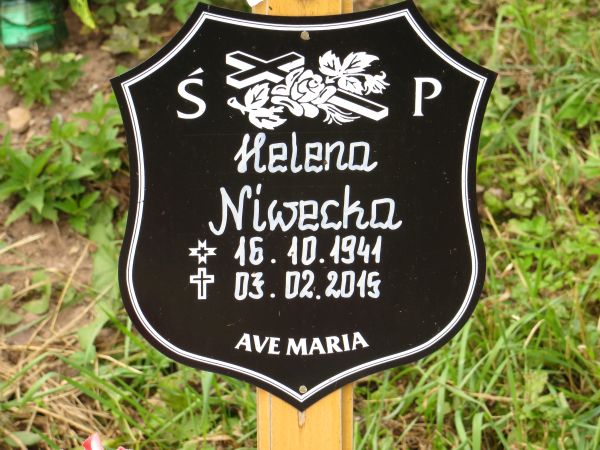 Ś P
Helena
Niwecka
16.10.1941
03.02.2015
AVE MARIA